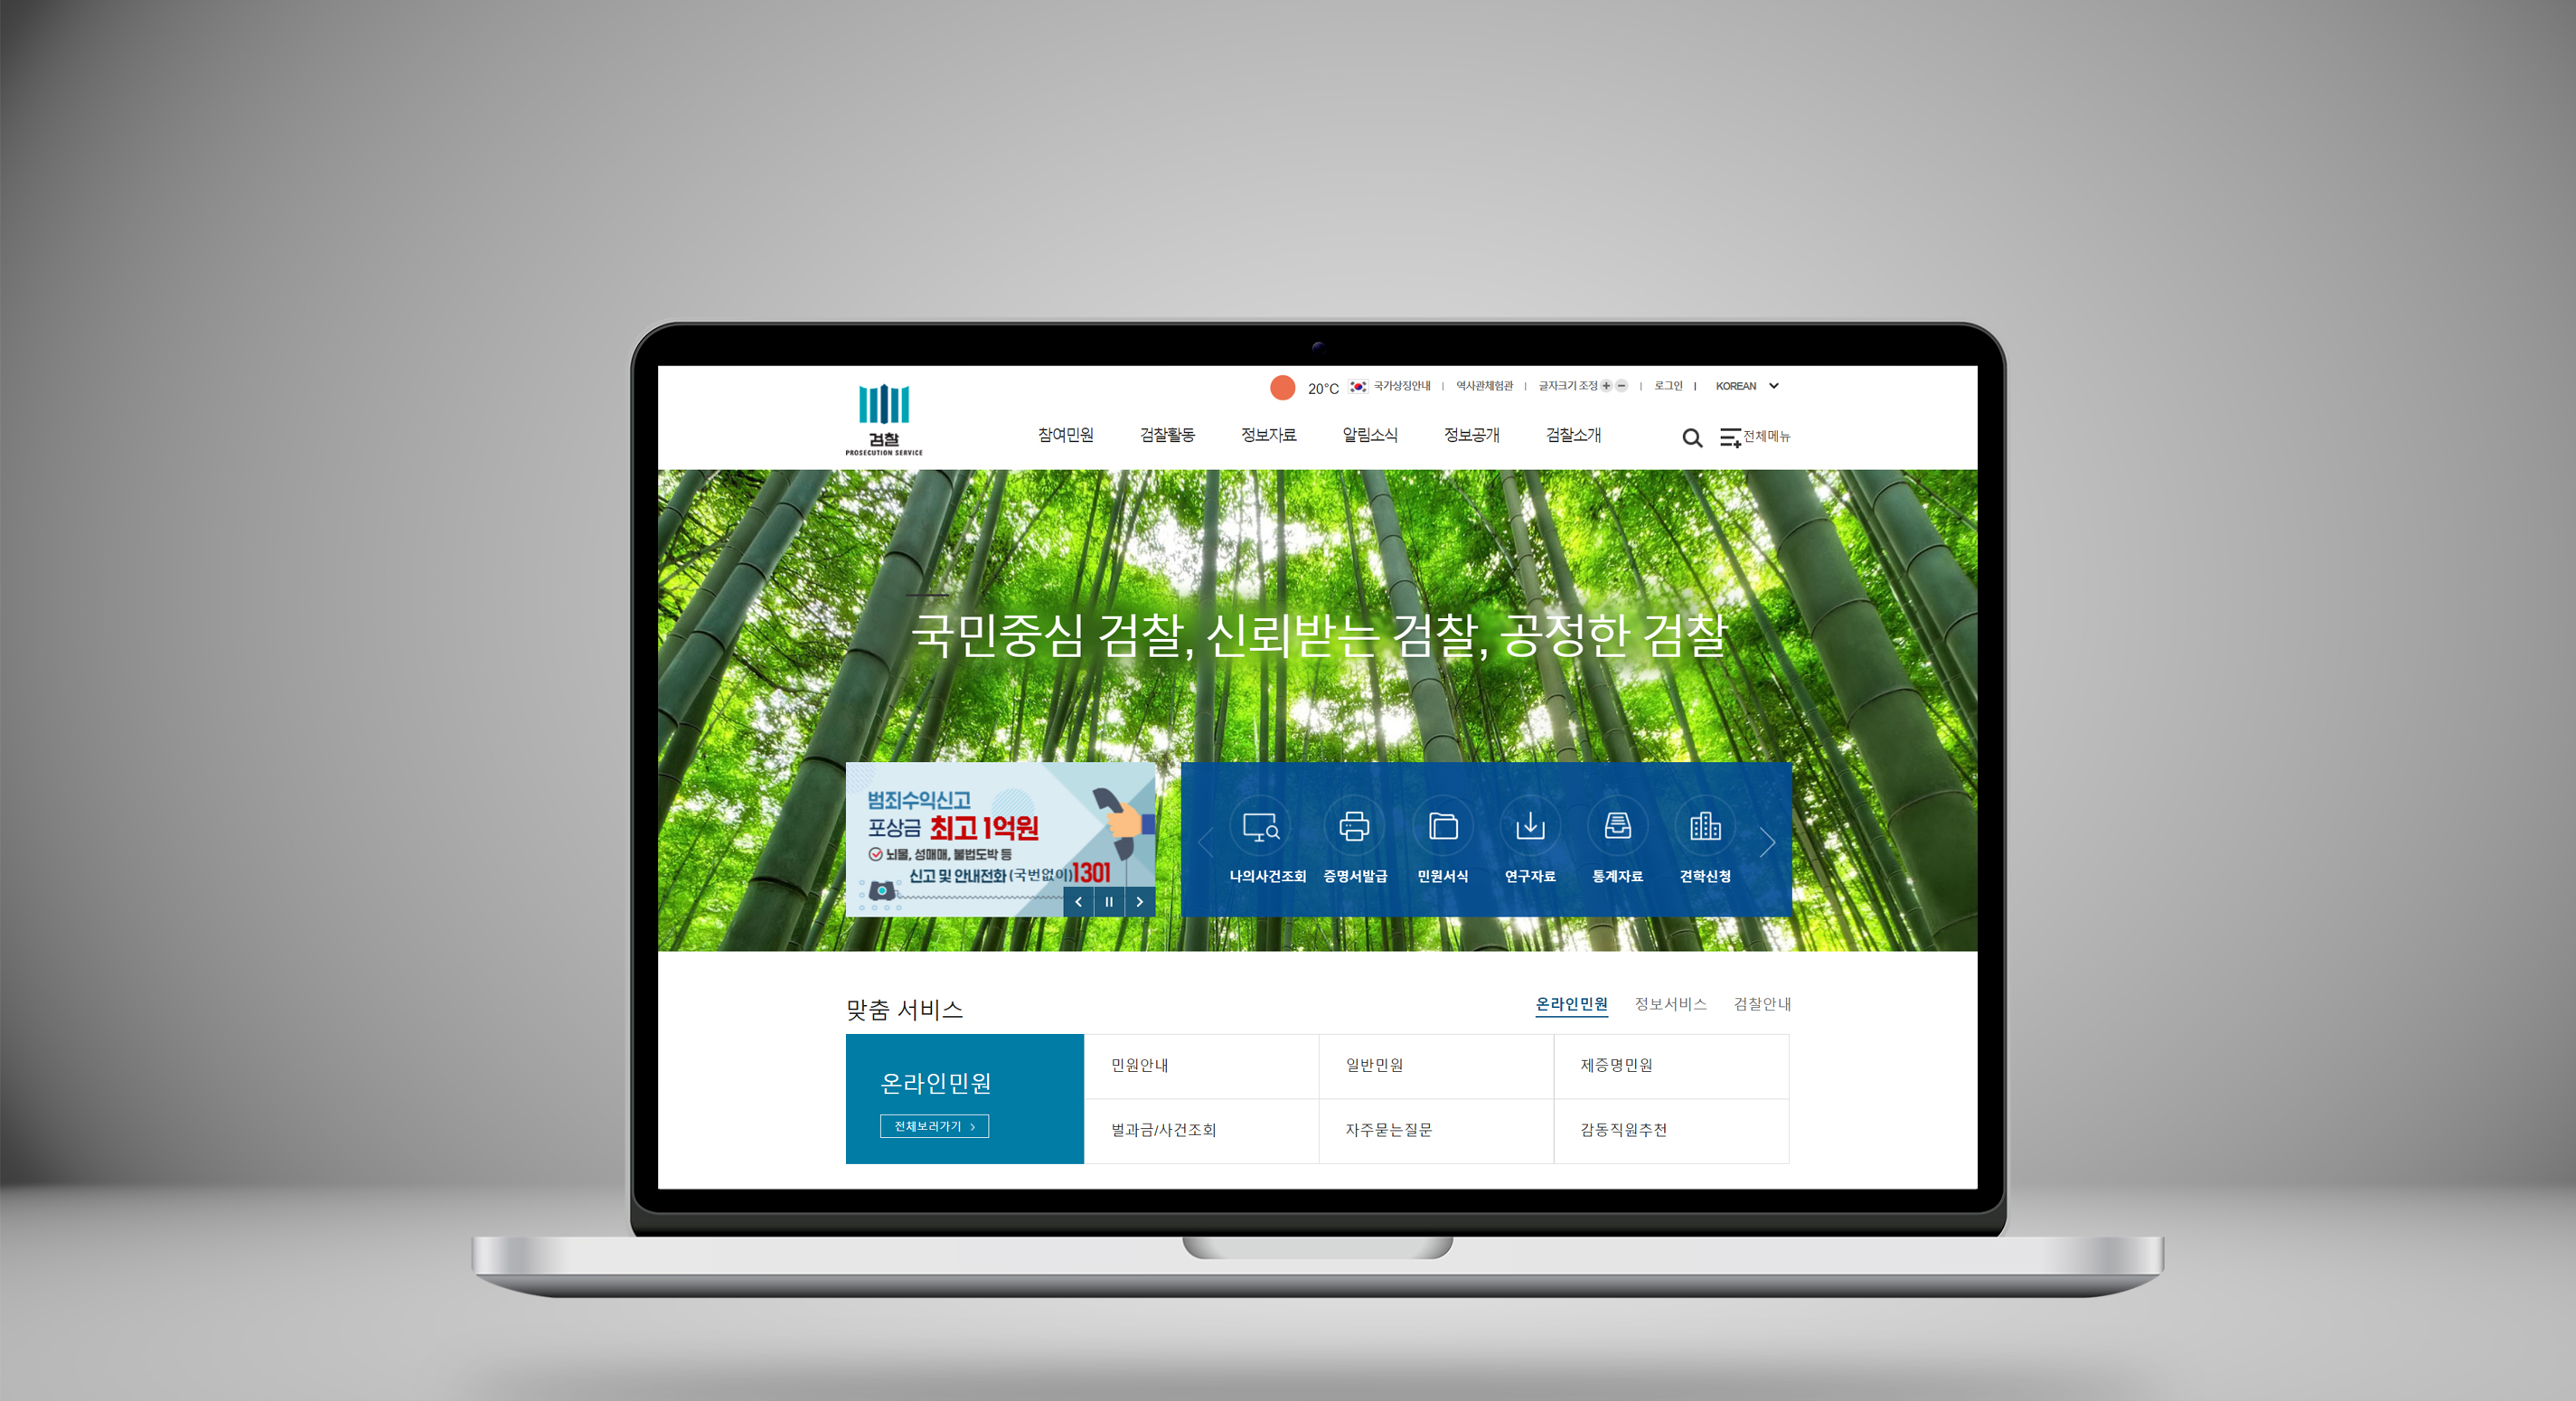 20°C 국가상징안내 | 역사관체험관 | 글자크기 조정 + − | 로그인 | KOREAN
검찰
PROSECUTION SERVICE
참여민원 검찰활동 정보자료 알림소식 정보공개 검찰소개 전체메뉴
국민중심 검찰, 신뢰받는 검찰, 공정한 검찰
범죄수익신고
포상금 최고 1억원
뇌물, 성매매, 불법도박 등
신고 및 안내전화 (국번없이)1301
나의사건조회 증명서발급 민원서식 연구자료 통계자료 견학신청
맞춤 서비스
온라인민원 정보서비스 검찰안내
온라인민원
전체보러가기 >
민원안내 일반민원 제증명민원
벌과금/사건조회 자주묻는질문 감동직원추천